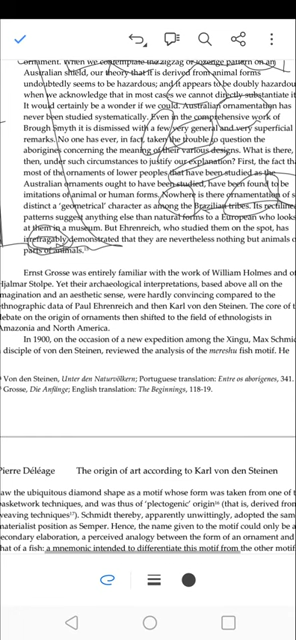 Ornament. When we contemplate the zigzag or lozenge pattern on an
Australian shield, our theory that it is derived from animal forms
undoubtedly seems to be hazardous; and it appears to be doubly hazardous
when we acknowledge that in most cases we cannot directly substantiate it
It would certainly be a wonder if we could. Australian ornamentation has
never been studied systematically. Even in the comprehensive work of
Brough Smyth it is dismissed with a few very general and very superficial
remarks. No one has ever, in fact, taken the trouble to question the
aborigines concerning the meaning of their various designs. What is there,
then, under such circumstances to justify our explanation? First, the fact tha
most of the ornaments of lower peoples that have been studied as the
Australian ornaments ought to have been studied, have been found to be
imitations of animal or human forms. Nowhere is there ornamentation of s
distinct a 'geometrical' character as among the Brazilian tribes. Its rectilinea
patterns suggest anything else than natural forms to a European who looks
at them in a museum. But Ehrenreich, who studied them on the spot, has
irrefragably demonstrated that they are nevertheless nothing but animals o
parts of animals.
Ernst Grosse was entirely familiar with the work of William Holmes and o
Hjalmar Stolpe. Yet their archaeological interpretations, based above all on the
magination and an aesthetic sense, were hardly convincing compared to the
ethnographic data of Paul Ehrenreich and then Karl von den Steinen. The core of t
debate on the origin of ornaments then shifted to the field of ethnologists in
Amazonia and North America.
In 1900, on the occasion of a new expedition among the Xingu, Max Schmi
a disciple of von den Steinen, reviewed the analysis of the mereshu fish motif. He
Von den Steinen, Unter den Naturvölkern; Portuguese translation: Entre os aborígenes, 341.
Grosse, Die Anfänge; English translation: The Beginnings, 118-19.
Pierre Déléage The origin of art according to Karl von den Steinen
saw the ubiquitous diamond shape as a motif whose form was taken from one of t
basketwork techniques, and was thus of 'plectogenic' origin¹⁶ (that is, derived from
weaving techniques¹⁷). Schmidt thereby, apparently unwittingly, adopted the sam
materialist position as Semper. Hence, the name given to the motif could only be a
secondary elaboration, a perceived analogy between the form of an ornament and
that of a fish: a mnemonic intended to differentiate this motif from the other motif